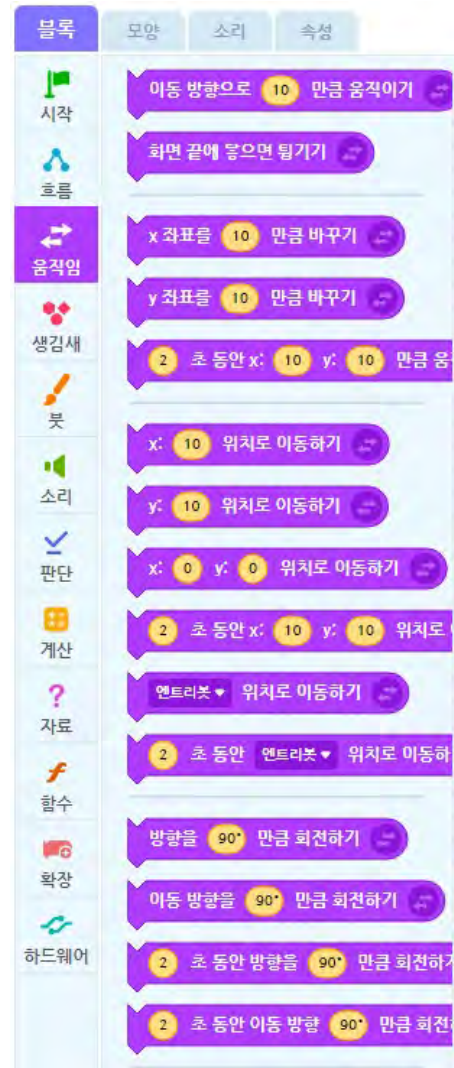 블록 모양 소리 속성
시작
흐름
움직임
생김새
붓
소리
판단
계산
?
자료
함수
확장
하드웨어
이동 방향으로 10 만큼 움직이기
화면 끝에 닿으면 튕기기
x 좌표를 10 만큼 바꾸기
y 좌표를 10 만큼 바꾸기
2 초 동안 x: 10 y: 10 만큼 움
x: 10 위치로 이동하기
y: 10 위치로 이동하기
x: 0 y: 0 위치로 이동하기
2 초 동안 x: 10 y: 10 위치로
엔트리봇 위치로 이동하기
2 초 동안 엔트리봇 위치로 이동하
방향을 90° 만큼 회전하기
이동 방향을 90° 만큼 회전하기
2 초 동안 방향을 90° 만큼 회전하
2 초 동안 이동 방향 90° 만큼 회전